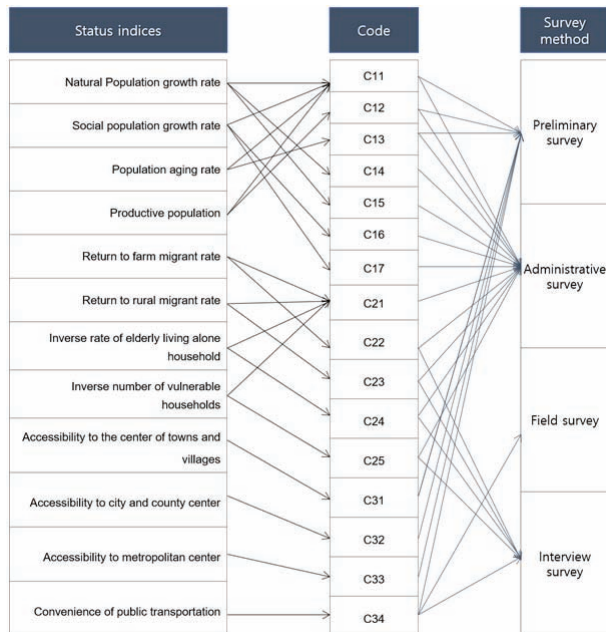 Status indices
Code
Survey
method
Natural Population growth rate
Social population growth rate
Population aging rate
Productive population
Return to farm migrant rate
Return to rural migrant rate
Inverse rate of elderly living alone
household
Inverse number of vulnerable
households
Accessibility to the center of towns and
villages
Accessibility to city and county center
Accessibility to metropolitan center
Convenience of public transportation
C11
C12
C13
C14
C15
C16
C17
C21
C22
C23
C24
C25
C31
C32
C33
C34
Preliminary
survey
Administrative
survey
Field survey
Interview
survey